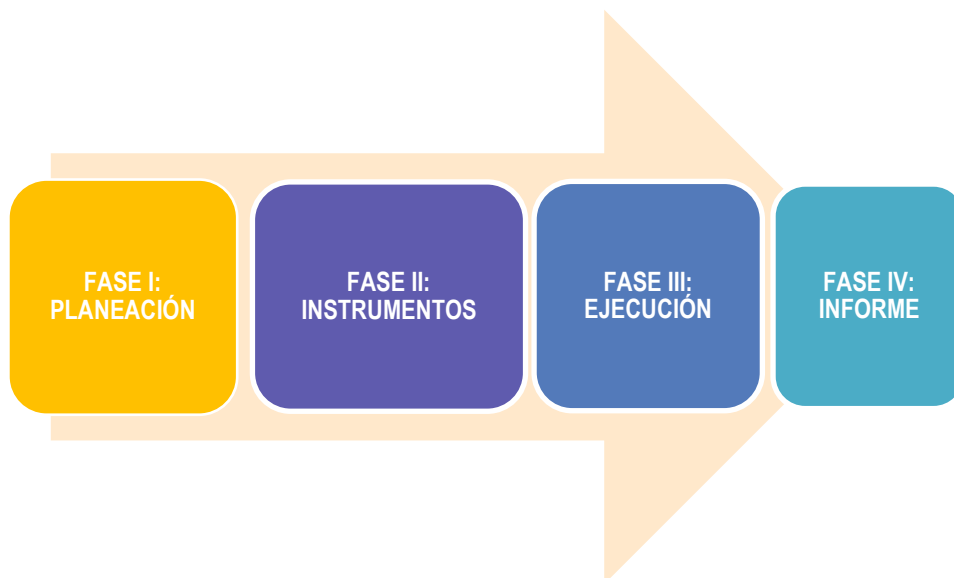 FASE I:
PLANEACIÓN
FASE II:
INSTRUMENTOS
FASE III:
EJECUCIÓN
FASE IV:
INFORME